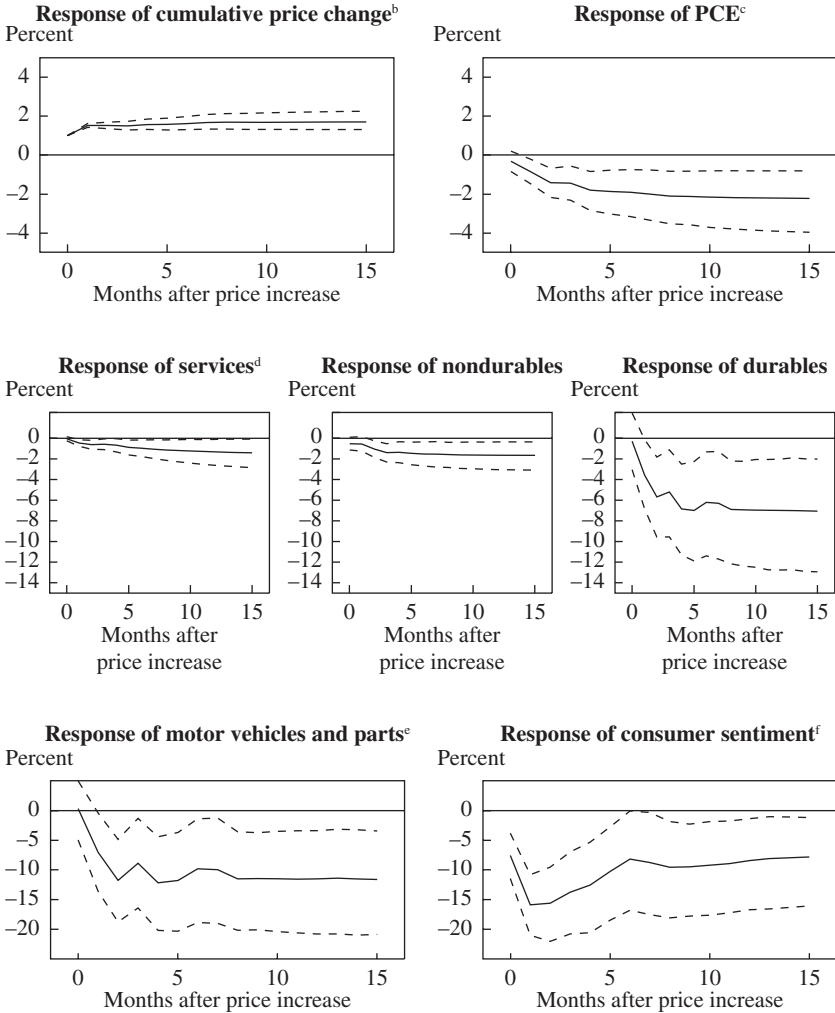 Response of cumulative price changeᵇ
Percent
4
2
0
–2
–4
0 5 10 15
Months after price increase
Response of PCEᶜ
Percent
4
2
0
–2
–4
0 5 10 15
Months after price increase
Response of servicesᵈ
Percent
0
–2
–4
–6
–8
–10
–12
–14
0 5 10 15
Months after
price increase
Response of nondurables
Percent
0
–2
–4
–6
–8
–10
–12
–14
0 5 10 15
Months after
price increase
Response of durables
Percent
0
–2
–4
–6
–8
–10
–12
–14
0 5 10 15
Months after
price increase
Response of motor vehicles and partsᵉ
Percent
0
–5
–10
–15
–20
0 5 10 15
Months after price increase
Response of consumer sentimentᶠ
Percent
0
–5
–10
–15
–20
0 5 10 15
Months after price increase